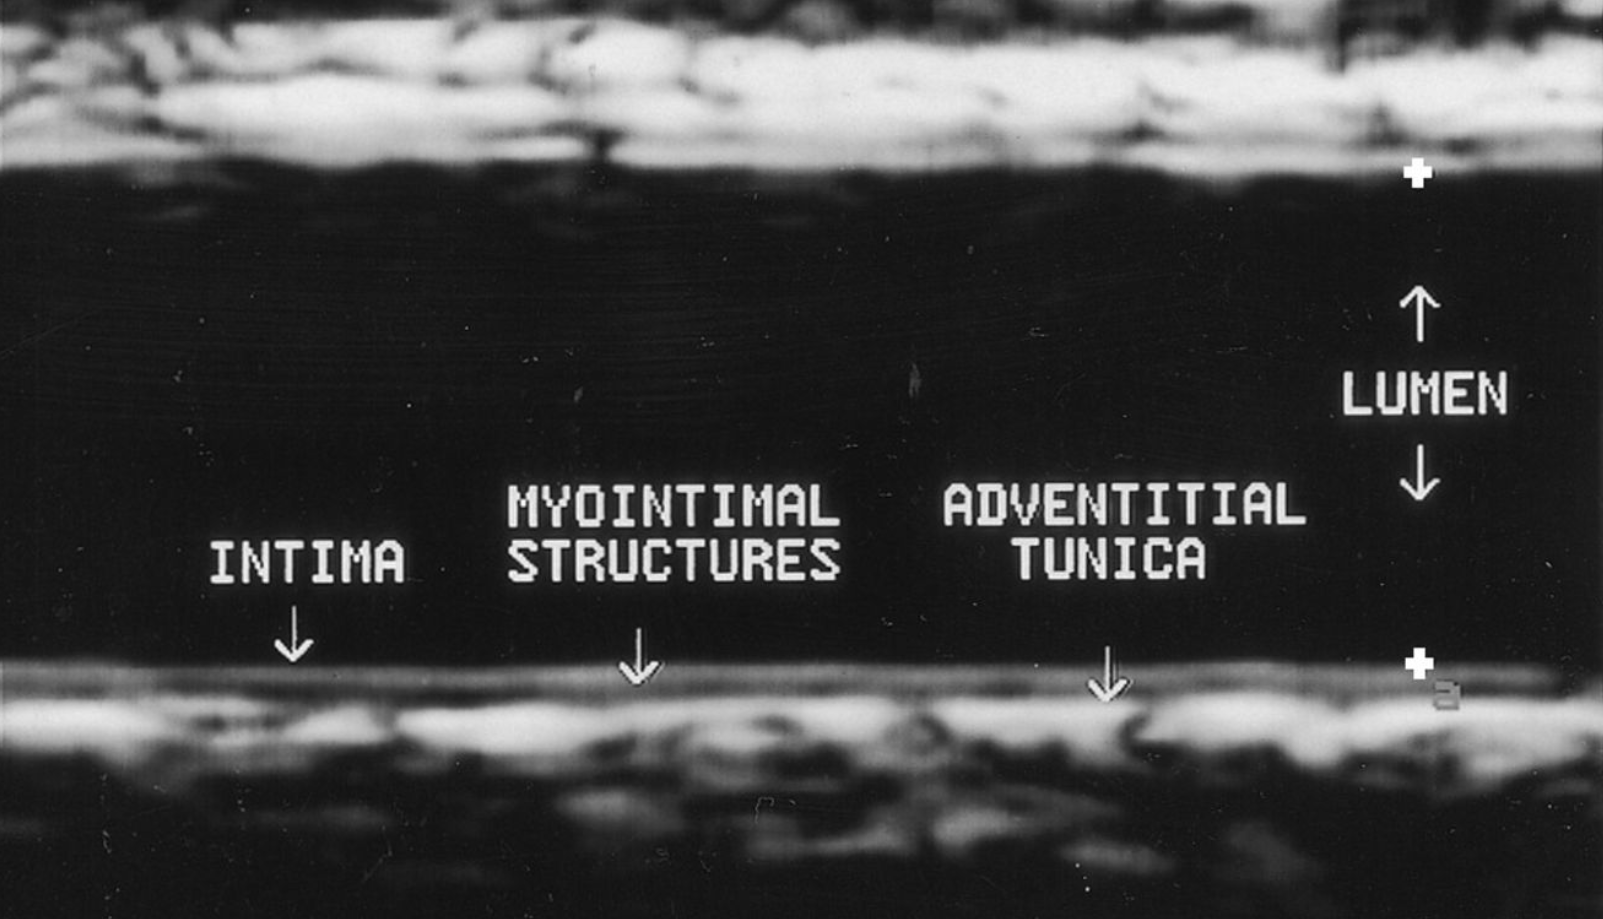 LUMEN
MYOINTIMAL
STRUCTURES
ADVENTITIAL
TUNICA
INTIMA